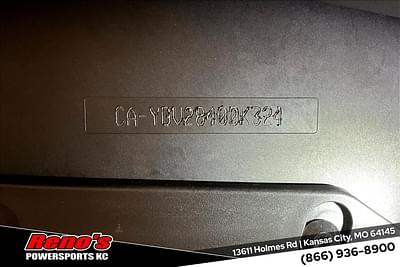 CA-YDV28400K324
Reno's
POWERSPORTS KC
13611 Holmes Rd | Kansas City, MO 64145
(866) 936-8900